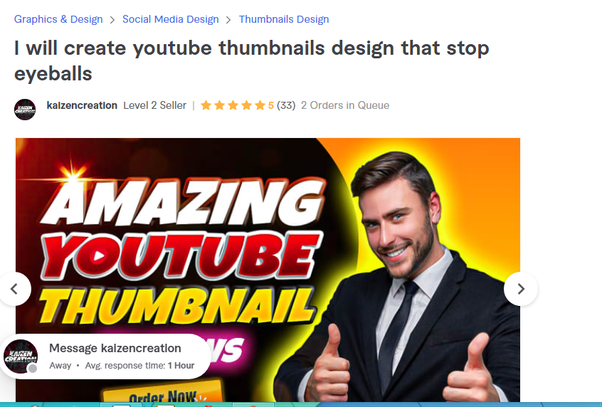 Graphics & Design > Social Media Design > Thumbnails Design
I will create youtube thumbnails design that stop
eyeballs
kaizencreation Level 2 Seller | 5 (33) 2 Orders in Queue
AMAZING
YOUTUBE
THUMBNAIL
KAIZEN
CREATION
Message kaizencreation
Away • Avg. response time: 1 Hour
Order Now